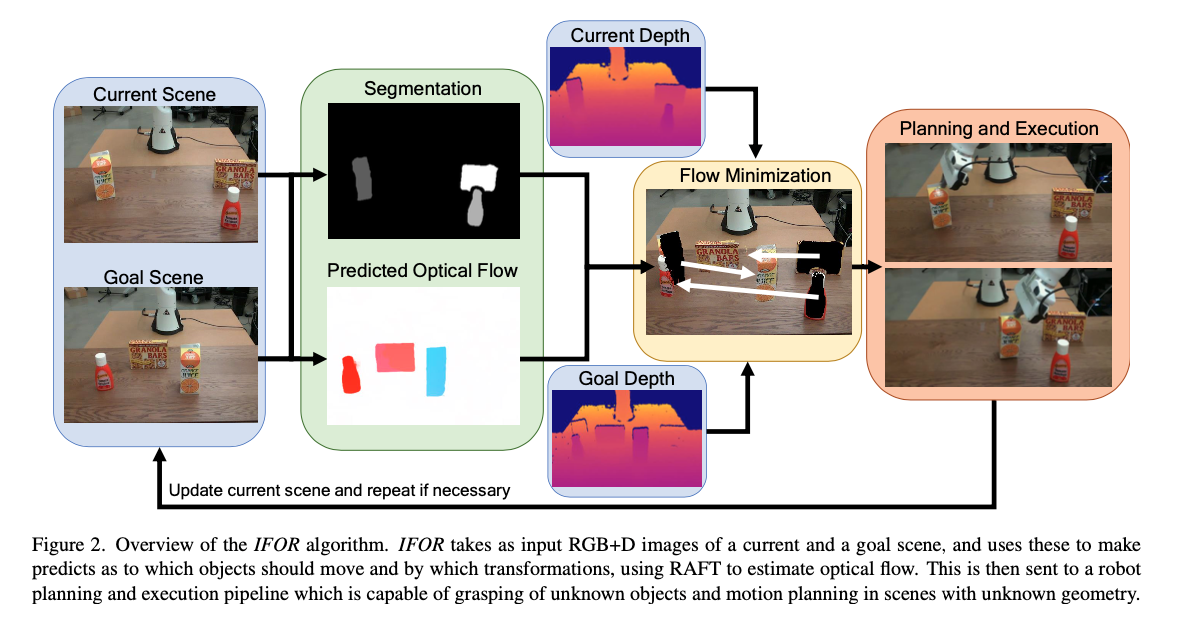 Current Scene
Goal Scene
Segmentation
Predicted Optical Flow
Current Depth
Flow Minimization
Goal Depth
Planning and Execution
GRANOLA
BARS
Update current scene and repeat if necessary
Figure 2. Overview of the IFOR algorithm. IFOR takes as input RGB+D images of a current and a goal scene, and uses these to make
predicts as to which objects should move and by which transformations, using RAFT to estimate optical flow. This is then sent to a robot
planning and execution pipeline which is capable of grasping of unknown objects and motion planning in scenes with unknown geometry.